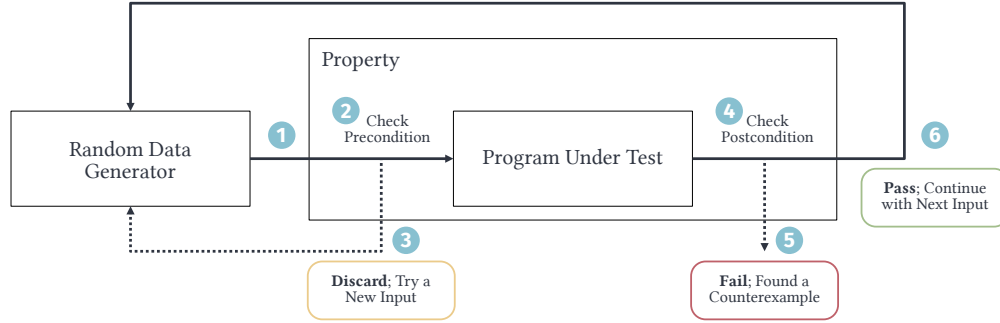 Property
1
2
Check
Precondition
4
Check
Postcondition
6
Random Data
Generator
Program Under Test
Pass; Continue
with Next Input
3
5
Discard; Try a
New Input
Fail; Found a
Counterexample